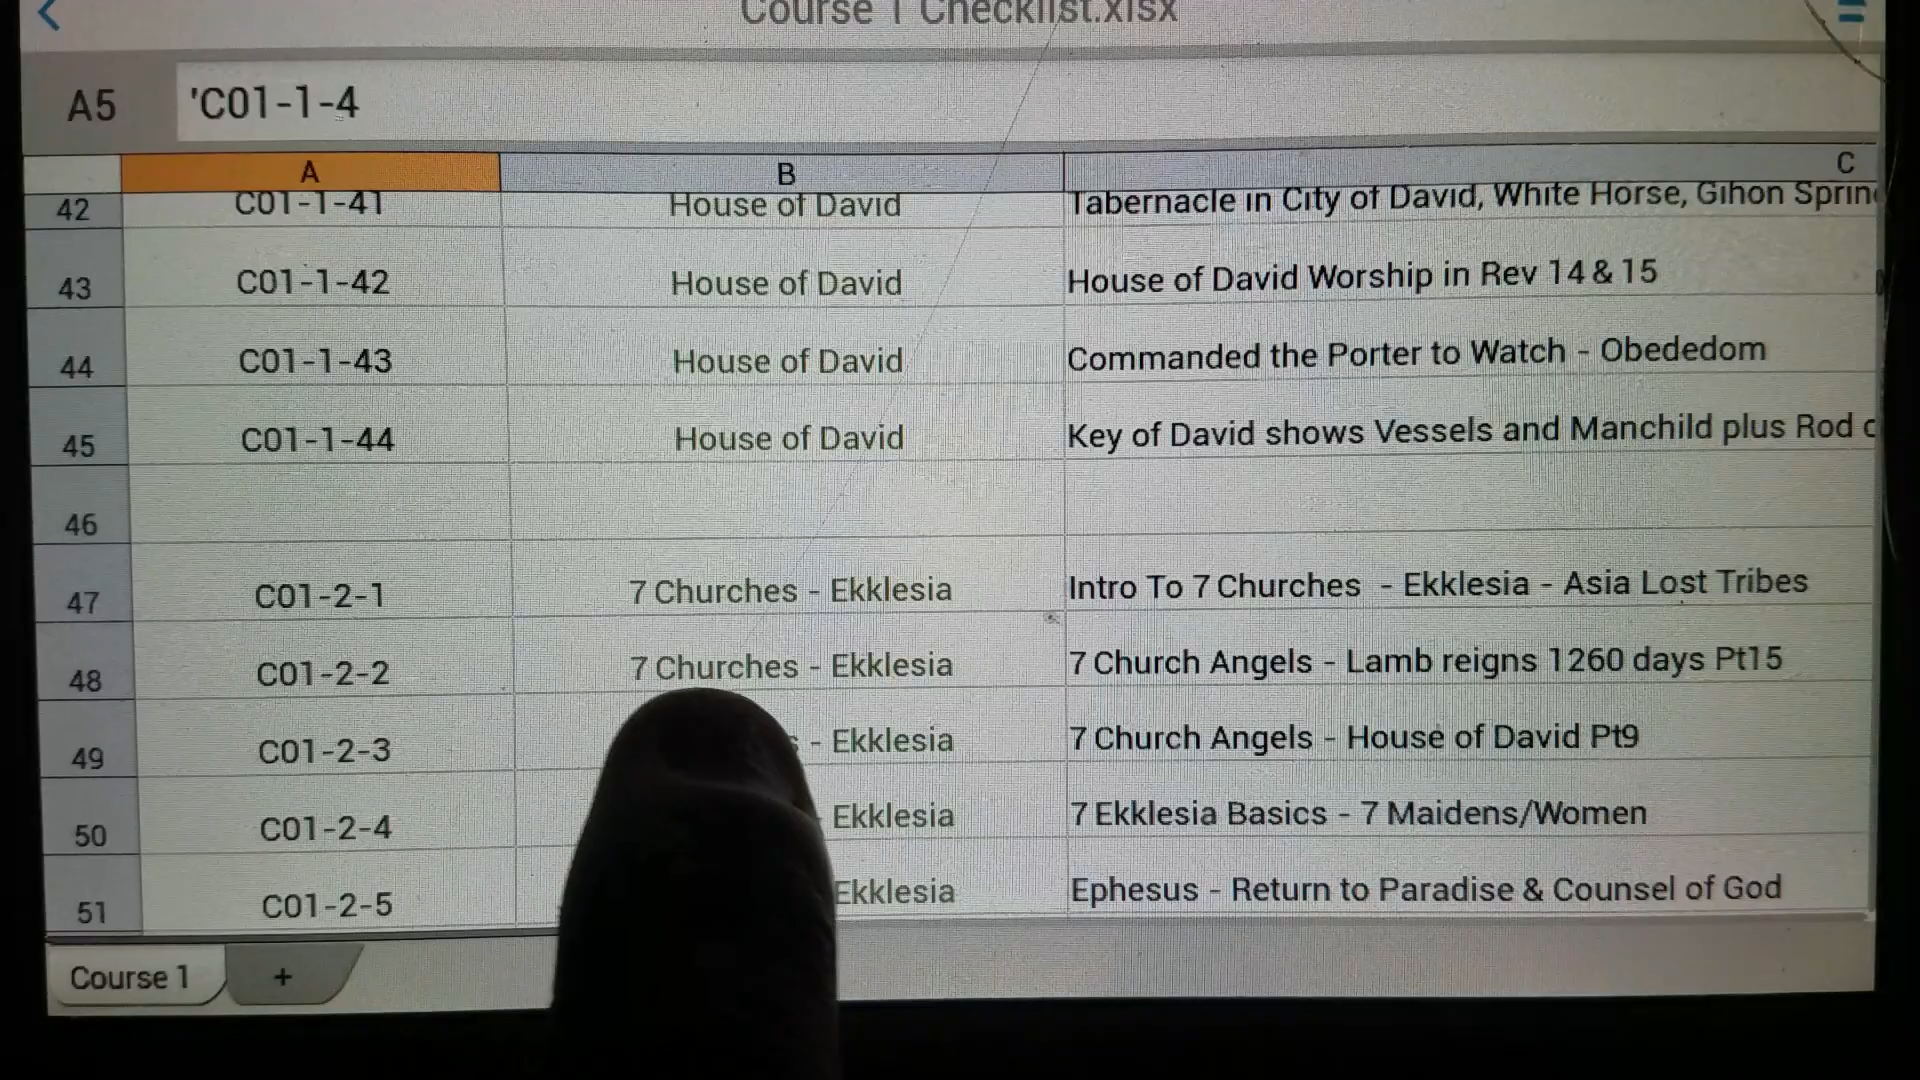 Course 1 Checklist.xlsx
A5 'C01-1-4
A B C
42 C01-1-41 House of David Tabernacle in City of David, White Horse, Gihon
43 C01-1-42 House of David House of David Worship in Rev 14 & 15
44 C01-1-43 House of David Commanded the Porter to Watch - Obededom
45 C01-1-44 House of David Key of David shows Vessels and Manchild plus Rod
46
47 C01-2-1 7 Churches - Ekklesia Intro To 7 Churches - Ekklesia - Asia Lost Tribes
48 C01-2-2 7 Churches - Ekklesia 7 Church Angels - Lamb reigns 1260 days Pt15
49 C01-2-3 - Ekklesia 7 Church Angels - House of David Pt9
50 C01-2-4 Ekklesia 7 Ekklesia Basics - 7 Maidens/Women
51 C01-2-5 Ekklesia Ephesus - Return to Paradise & Counsel of God
Course 1 +